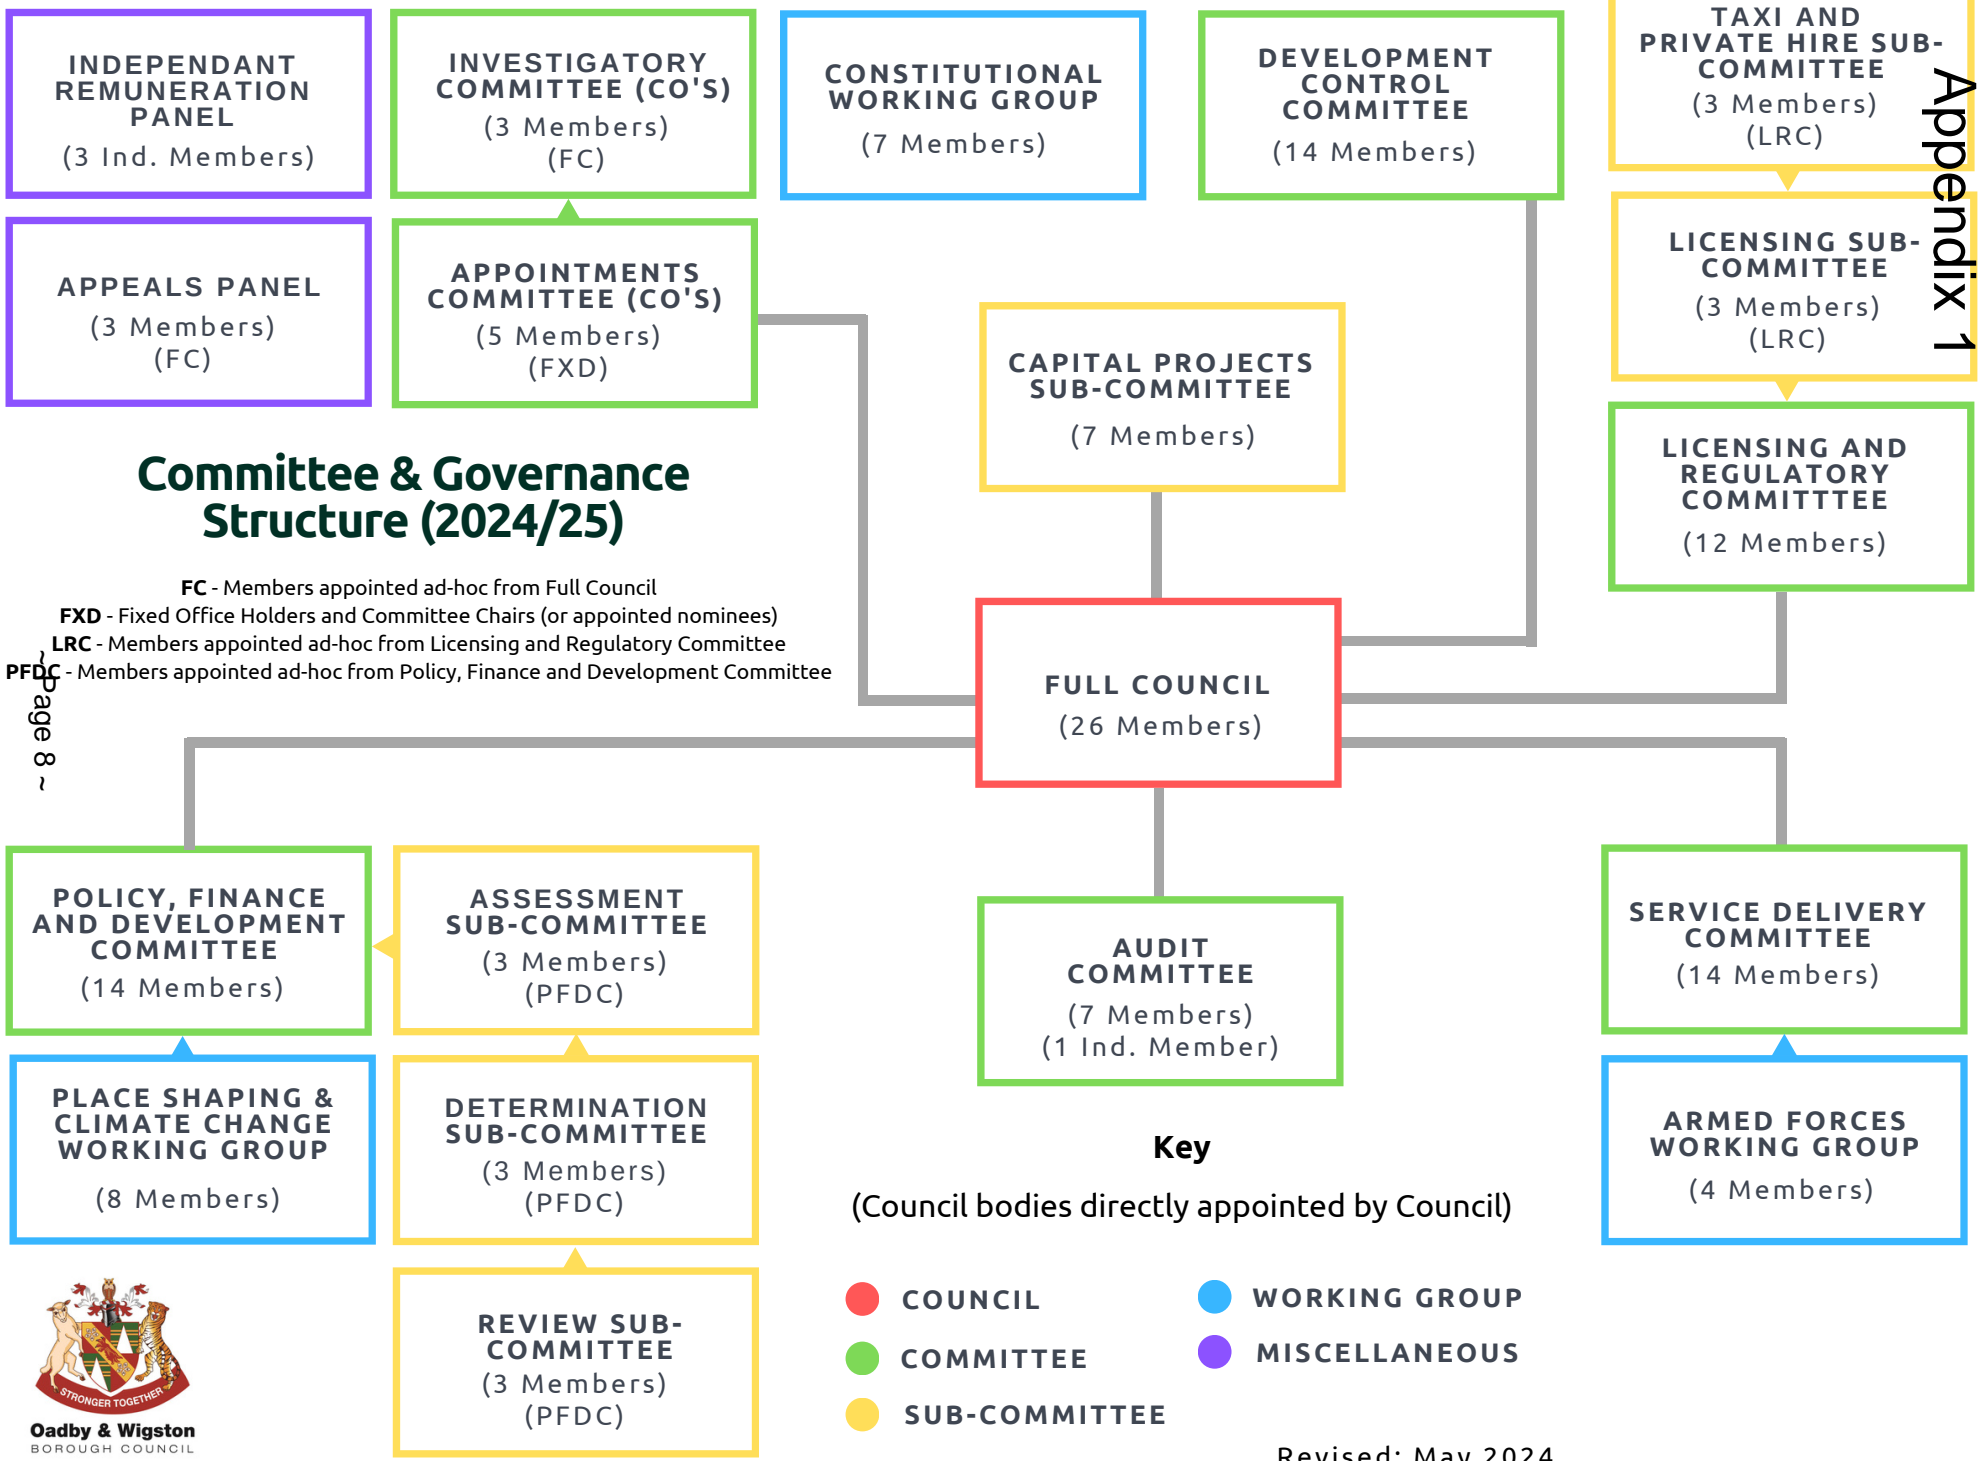 INDEPENDANT
REMUNERATION
PANEL
(3 Ind. Members)
INVESTIGATORY
COMMITTEE (CO'S)
(3 Members)
(FC)
CONSTITUTIONAL
WORKING GROUP
(7 Members)
DEVELOPMENT
CONTROL
COMMITTEE
(14 Members)
TAXI AND
PRIVATE HIRE SUB-
COMMITTEE
(3 Members)
(LRC)
Appendix 1
APPEALS PANEL
(3 Members)
(FC)
APPOINTMENTS
COMMITTEE (CO'S)
(5 Members)
(FXD)
CAPITAL PROJECTS
SUB-COMMITTEE
(7 Members)
LICENSING SUB-
COMMITTEE
(3 Members)
(LRC)
LICENSING AND
REGULATORY
COMMITTTEE
(12 Members)
Committee & Governance
Structure (2024/25)
FC - Members appointed ad-hoc from Full Council
FXD - Fixed Office Holders and Committee Chairs (or appointed nominees)
LRC - Members appointed ad-hoc from Licensing and Regulatory Committee
PFDC - Members appointed ad-hoc from Policy, Finance and Development Committee
~ Page 8 ~
FULL COUNCIL
(26 Members)
POLICY, FINANCE
AND DEVELOPMENT
COMMITTEE
(14 Members)
ASSESSMENT
SUB-COMMITTEE
(3 Members)
(PFDC)
AUDIT
COMMITTEE
(7 Members)
(1 Ind. Member)
SERVICE DELIVERY
COMMITTEE
(14 Members)
PLACE SHAPING &
CLIMATE CHANGE
WORKING GROUP
(8 Members)
DETERMINATION
SUB-COMMITTEE
(3 Members)
(PFDC)
ARMED FORCES
WORKING GROUP
(4 Members)
REVIEW SUB-
COMMITTEE
(3 Members)
(PFDC)
Key
(Council bodies directly appointed by Council)
COUNCIL
COMMITTEE
SUB-COMMITTEE
WORKING GROUP
MISCELLANEOUS
STRONGER TOGETHER
Oadby & Wigston
BOROUGH COUNCIL
Revised: May 2024